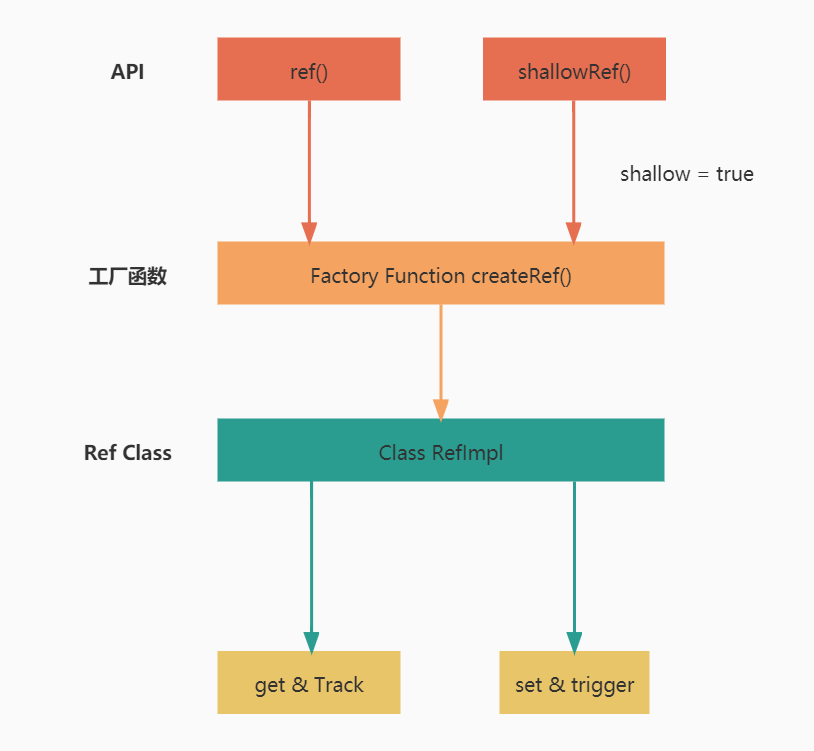 API
ref()
shallowRef()
shallow = true
工厂函数
Factory Function createRef()
Ref Class
Class RefImpl
get & Track
set & trigger